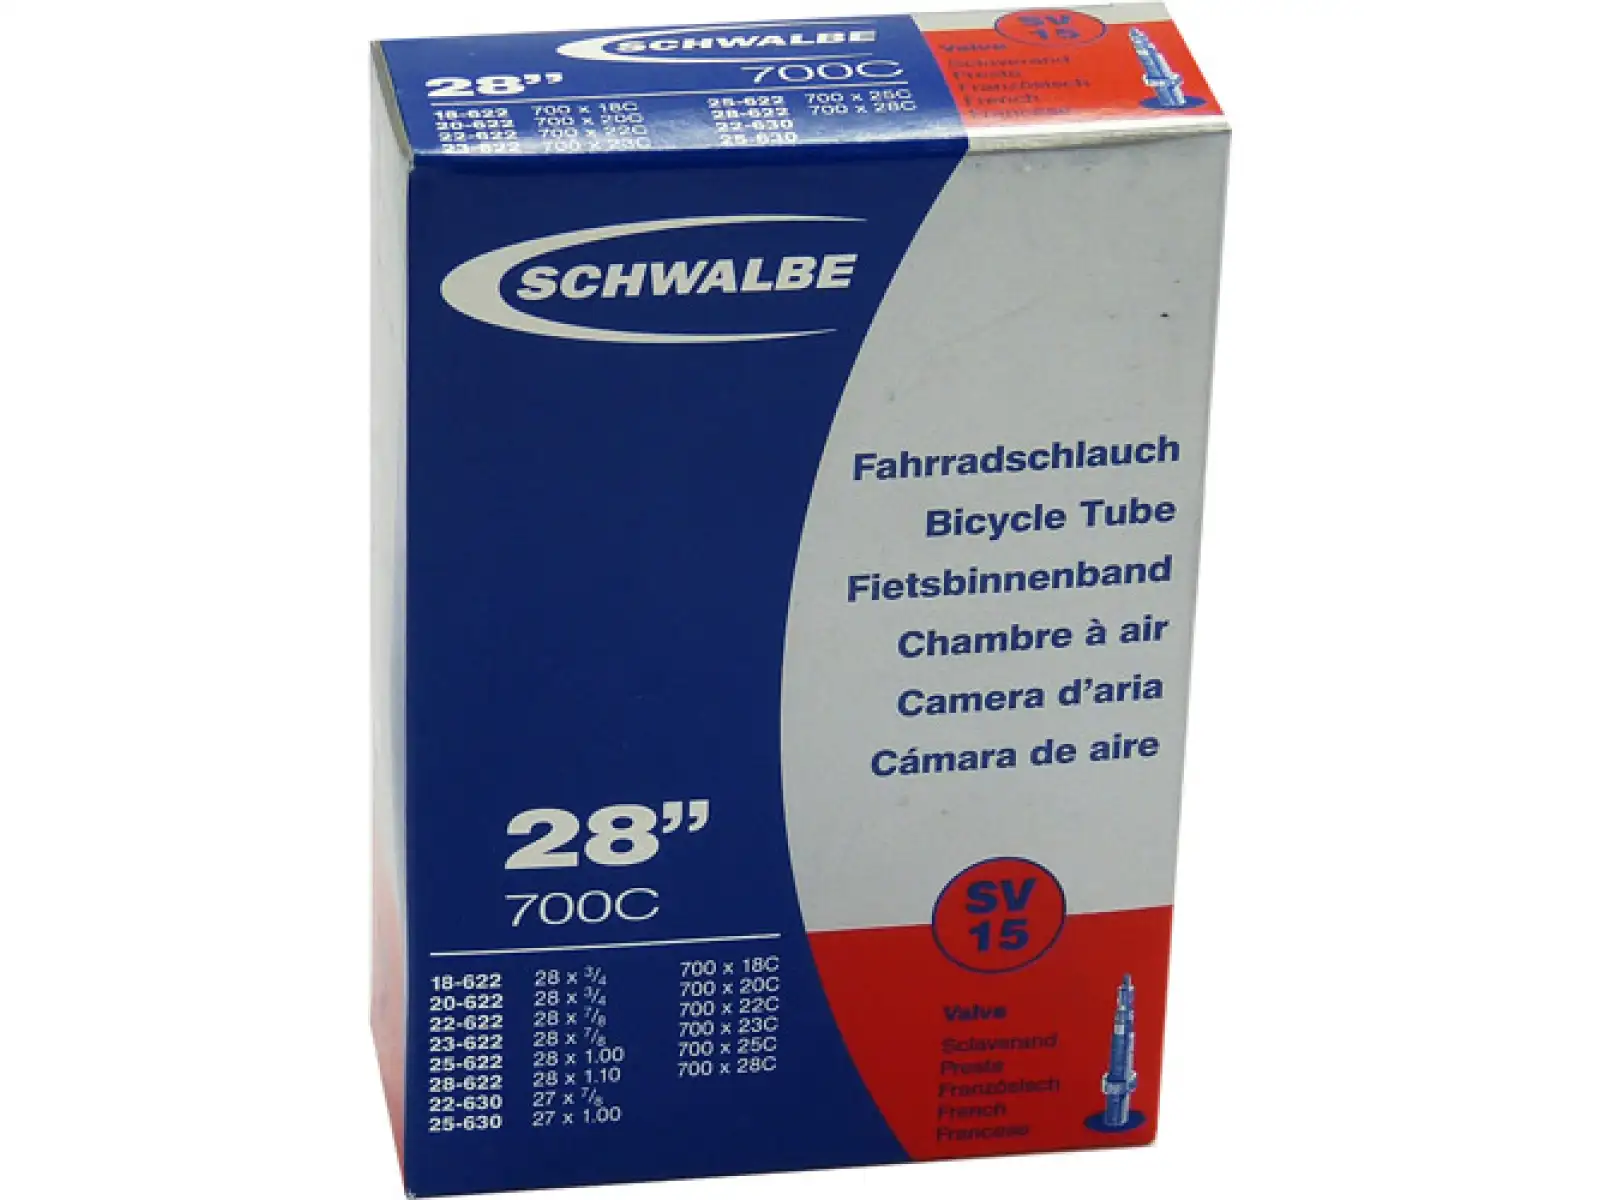 SCHWALBE
28”
700C
18-622 700 x 18C
20-622 700 x 20C
22-622 700 x 22C
23-622 700 x 23C
25-622 700 x 25C
28-622 700 x 28C
22-630
25-630
SV
15
Valve
Sclaverand
Presta
Französisch
French
Francese
SCHWALBE
Fahrradschlauch
Bicycle Tube
Fietsbinnenband
Chambre à air
Camera d’aria
Cámara de aire
28”
700C
18-622 28 x 3/4 700 x 18C
20-622 28 x 3/4 700 x 20C
22-622 28 x 7/8 700 x 22C
23-622 28 x 7/8 700 x 23C
25-622 28 x 1.00 700 x 25C
28-622 28 x 1.10 700 x 28C
22-630 27 x 7/8
25-630 27 x 1.00
SV
15
Valve
Sclaverand
Presta
Französisch
French
Francese